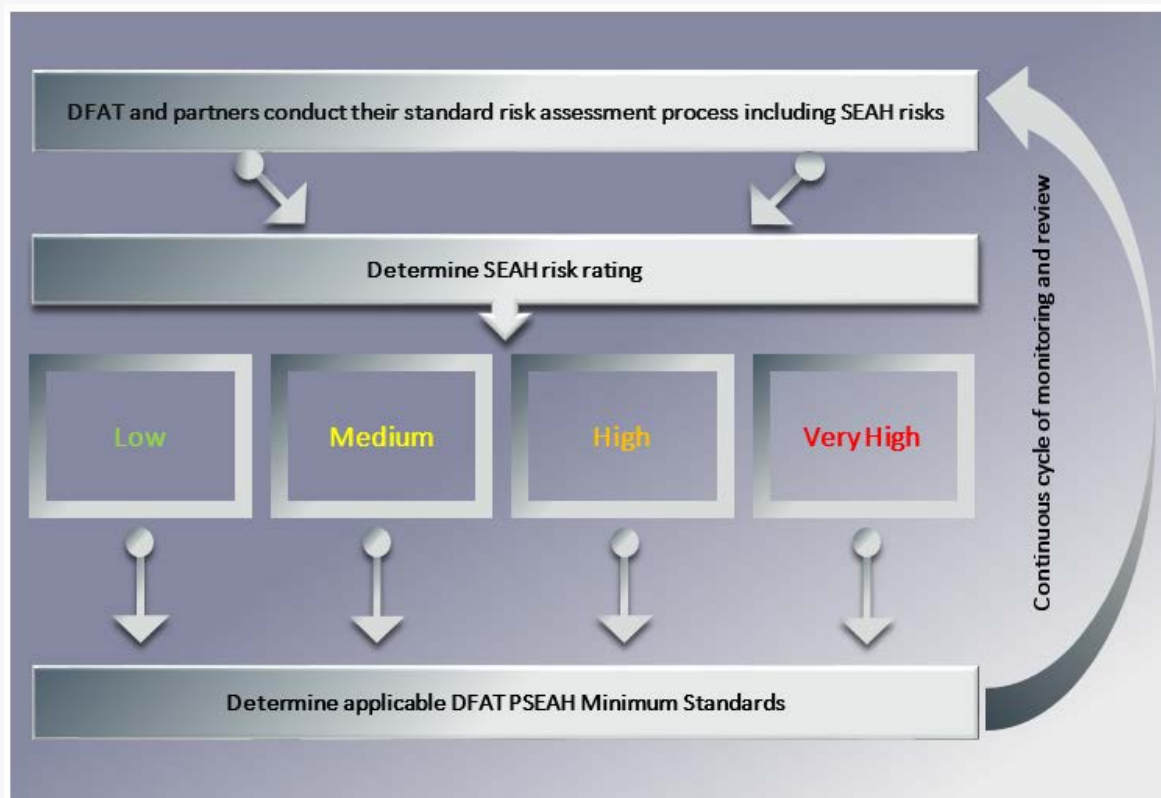 DFAT and partners conduct their standard risk assessment process including SEAH risks
Determine SEAH risk rating
Low
Medium
High
Very High
Determine applicable DFAT PSEAH Minimum Standards
Continuous cycle of monitoring and review